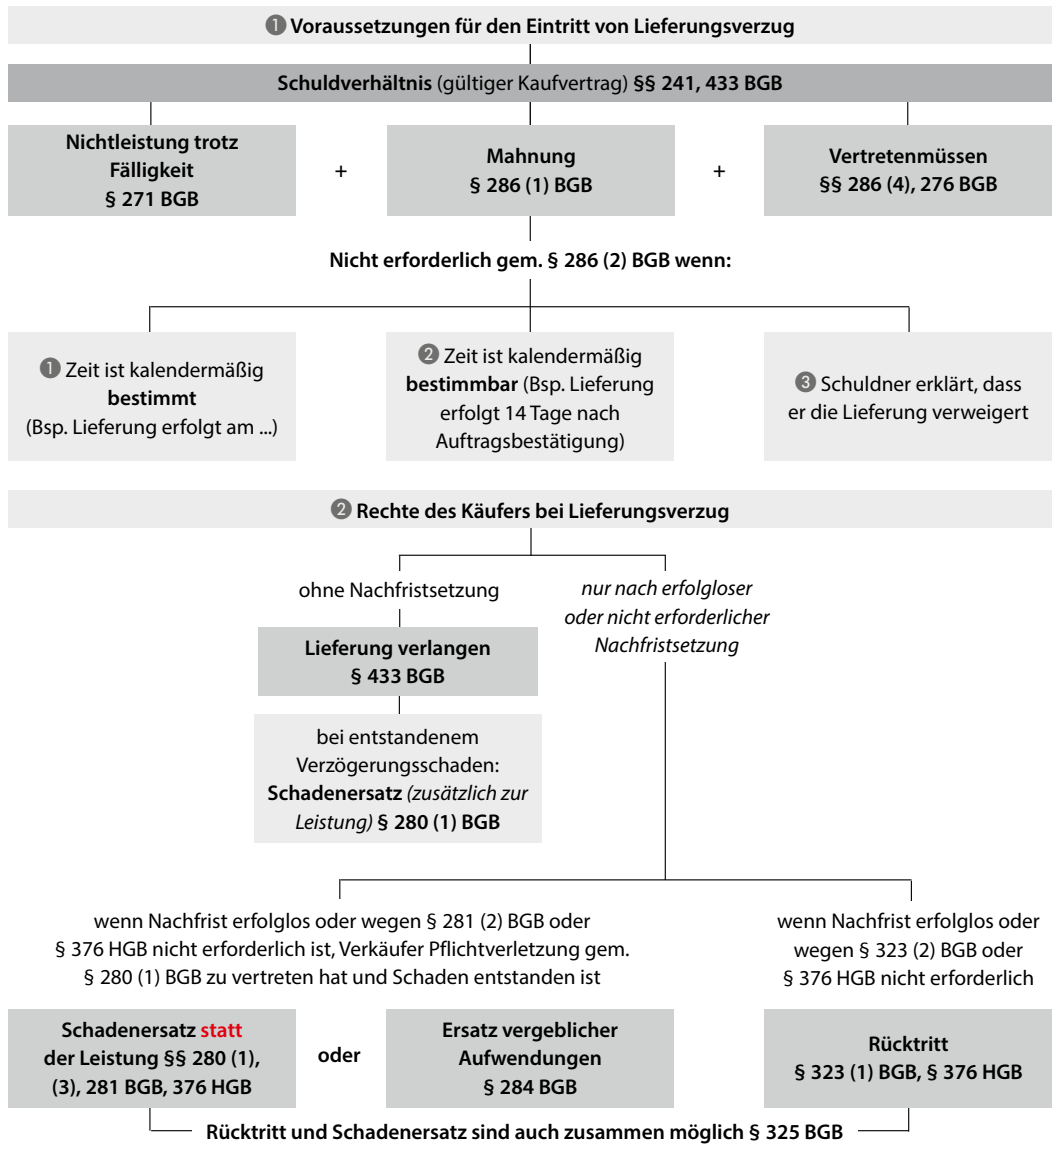 ❶ Voraussetzungen für den Eintritt von Lieferungsverzug
Schuldverhältnis (gültiger Kaufvertrag) §§ 241, 433 BGB
Nichtleistung trotz
Fälligkeit
§ 271 BGB
+
Mahnung
§ 286 (1) BGB
+
Vertretenmüssen
§§ 286 (4), 276 BGB
Nicht erforderlich gem. § 286 (2) BGB wenn:
❶ Zeit ist kalendermäßig
bestimmt
(Bsp. Lieferung erfolgt am ...)
❷ Zeit ist kalendermäßig
bestimmbar (Bsp. Lieferung
erfolgt 14 Tage nach
Auftragsbestätigung)
❸ Schuldner erklärt, dass
er die Lieferung verweigert
❷ Rechte des Käufers bei Lieferungsverzug
ohne Nachfristsetzung
Lieferung verlangen
§ 433 BGB
bei entstandenem
Verzögerungsschaden:
Schadenersatz (zusätzlich zur
Leistung) § 280 (1) BGB
nur nach erfolgloser
oder nicht erforderlicher
Nachfristsetzung
wenn Nachfrist erfolglos oder wegen § 281 (2) BGB oder
§ 376 HGB nicht erforderlich ist, Verkäufer Pflichtverletzung gem.
§ 280 (1) BGB zu vertreten hat und Schaden entstanden ist
wenn Nachfrist erfolglos oder
wegen § 323 (2) BGB oder
§ 376 HGB nicht erforderlich
Schadenersatz statt
der Leistung §§ 280 (1),
(3), 281 BGB, 376 HGB
oder
Ersatz vergeblicher
Aufwendungen
§ 284 BGB
Rücktritt
§ 323 (1) BGB, § 376 HGB
Rücktritt und Schadenersatz sind auch zusammen möglich § 325 BGB